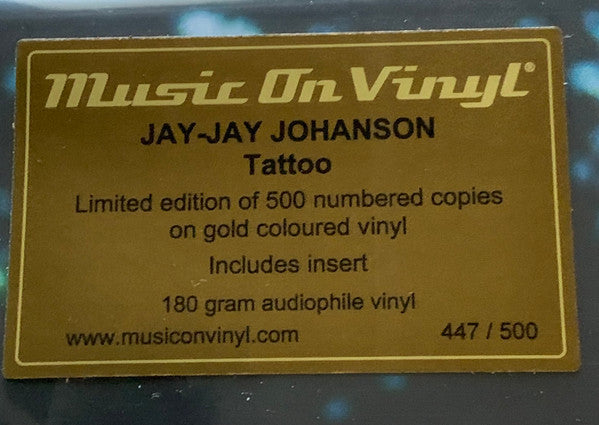 Music On Vinyl®
JAY-JAY JOHANSON
Tattoo
Limited edition of 500 numbered copies
on gold coloured vinyl
Includes insert
180 gram audiophile vinyl
www.musiconvinyl.com 447 / 500